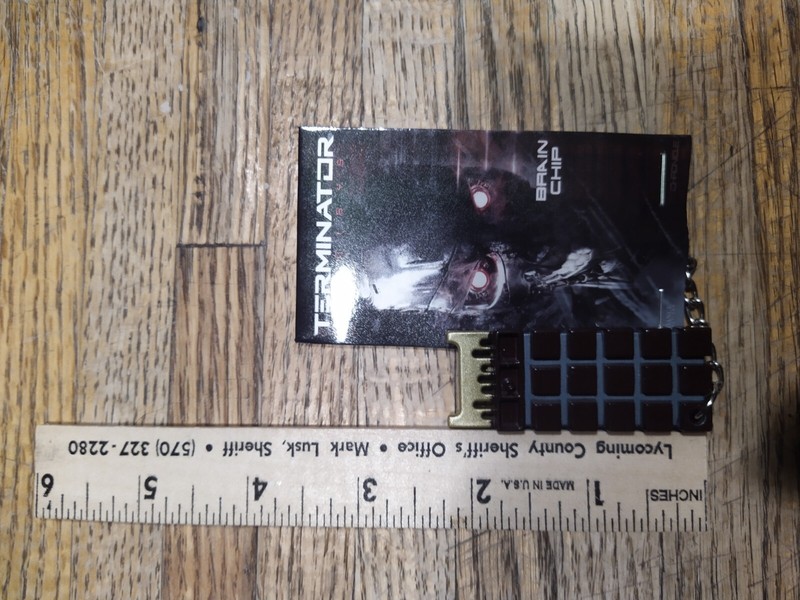 TERMINATOR
GENISYS
BRAIN
CHIP
Lycoming County Sheriff's Office • Mark Lusk, Sheriff • (570) 327-2280
INCHES 1 MADE IN U.S.A. 2 3 4 5 6